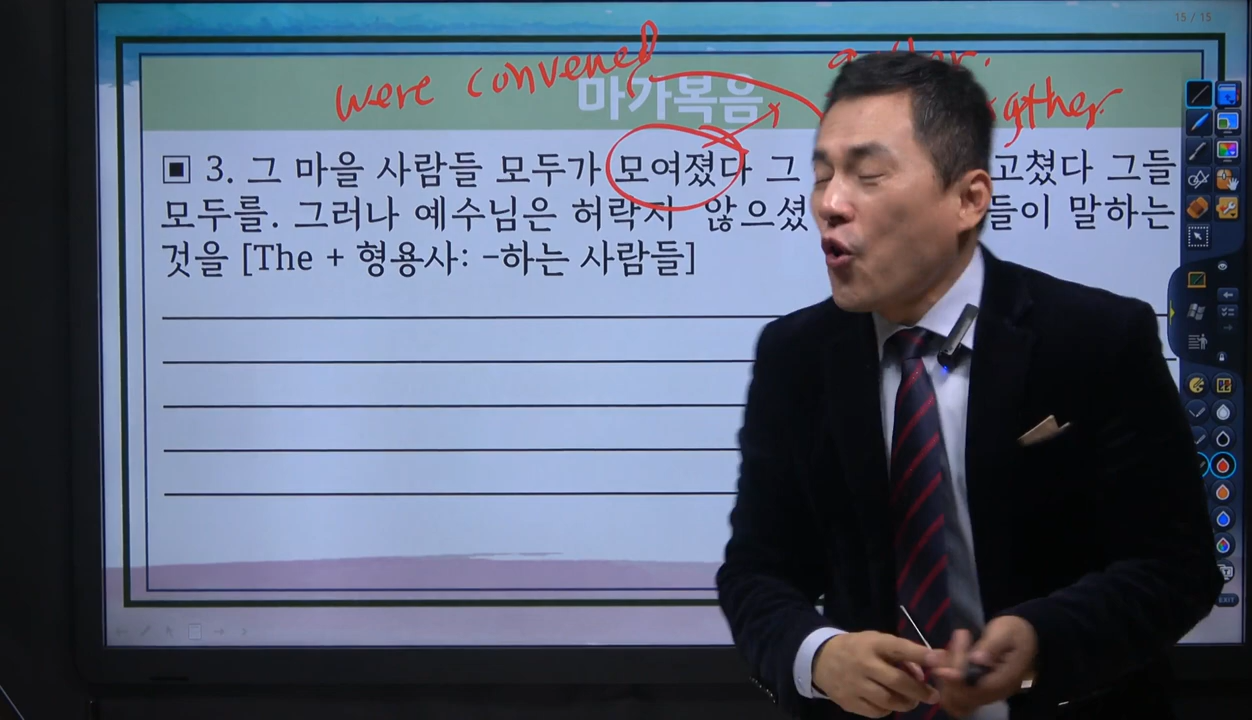 15 / 15
were convened
마가복음
▣ 3. 그 마을 사람들 모두가 모여졌다 그 고쳤다 그들
모두를. 그러나 예수님은 허락지 않으셨 들이 말하는
것을 [The + 형용사: -하는 사람들]
EXIT